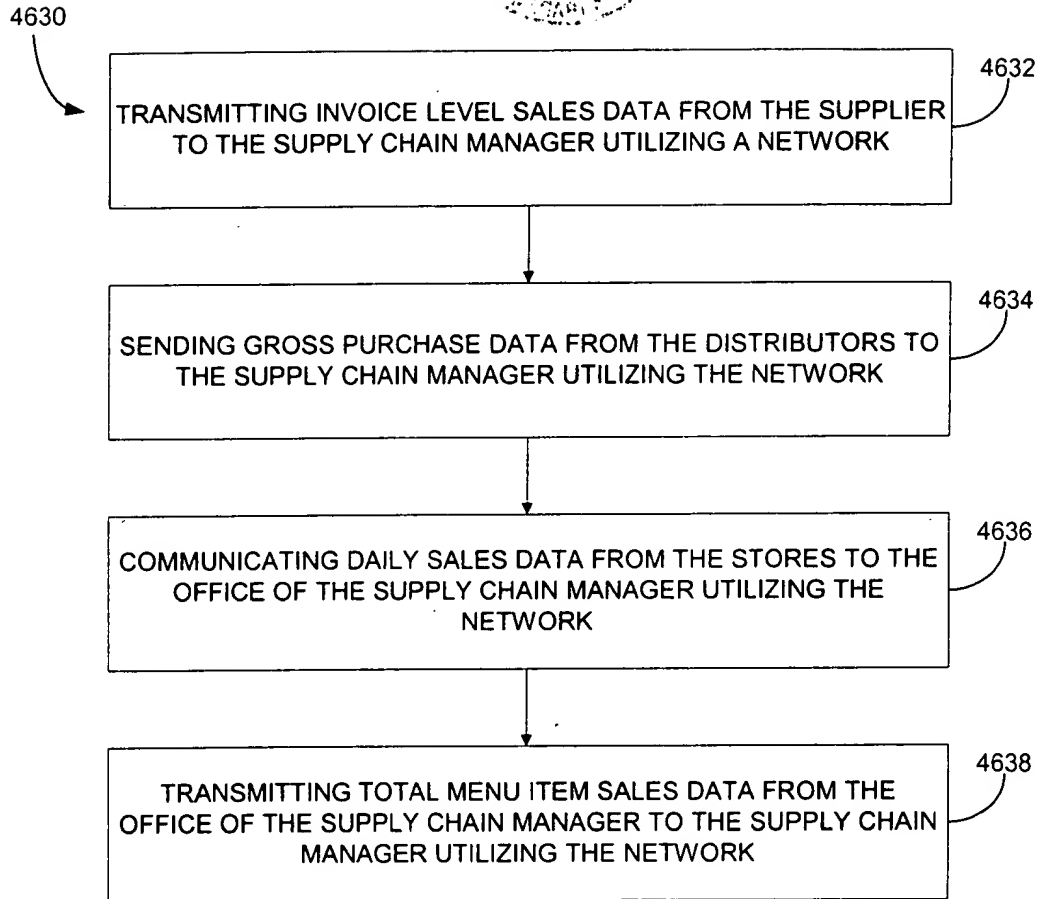 4630
4632
TRANSMITTING INVOICE LEVEL SALES DATA FROM THE SUPPLIER
TO THE SUPPLY CHAIN MANAGER UTILIZING A NETWORK
4634
SENDING GROSS PURCHASE DATA FROM THE DISTRIBUTORS TO
THE SUPPLY CHAIN MANAGER UTILIZING THE NETWORK
4636
COMMUNICATING DAILY SALES DATA FROM THE STORES TO THE
OFFICE OF THE SUPPLY CHAIN MANAGER UTILIZING THE
NETWORK
4638
TRANSMITTING TOTAL MENU ITEM SALES DATA FROM THE
OFFICE OF THE SUPPLY CHAIN MANAGER TO THE SUPPLY CHAIN
MANAGER UTILIZING THE NETWORK